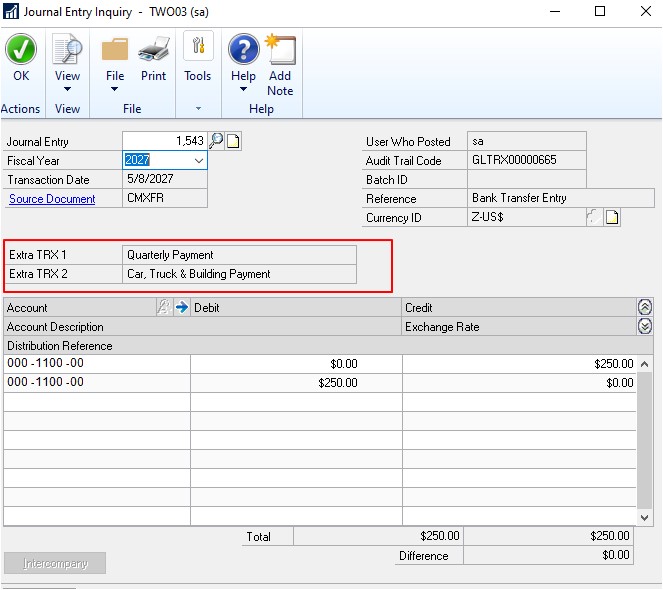 Journal Entry Inquiry - TWO03 (sa)
OK View File Print Tools Help Add Note
Actions View File Help
Journal Entry 1,543 User Who Posted sa
Fiscal Year 2027 Audit Trail Code GLTRX00000665
Transaction Date 5/8/2027 Batch ID
Source Document CMXFR Reference Bank Transfer Entry
Currency ID Z-US$
Extra TRX 1 Quarterly Payment
Extra TRX 2 Car, Truck & Building Payment
Account Debit Credit
Account Description Exchange Rate
Distribution Reference
000 -1100 -00 $0.00 $250.00
000 -1100 -00 $250.00 $0.00
Total $250.00 $250.00
Difference $0.00
Intercompany